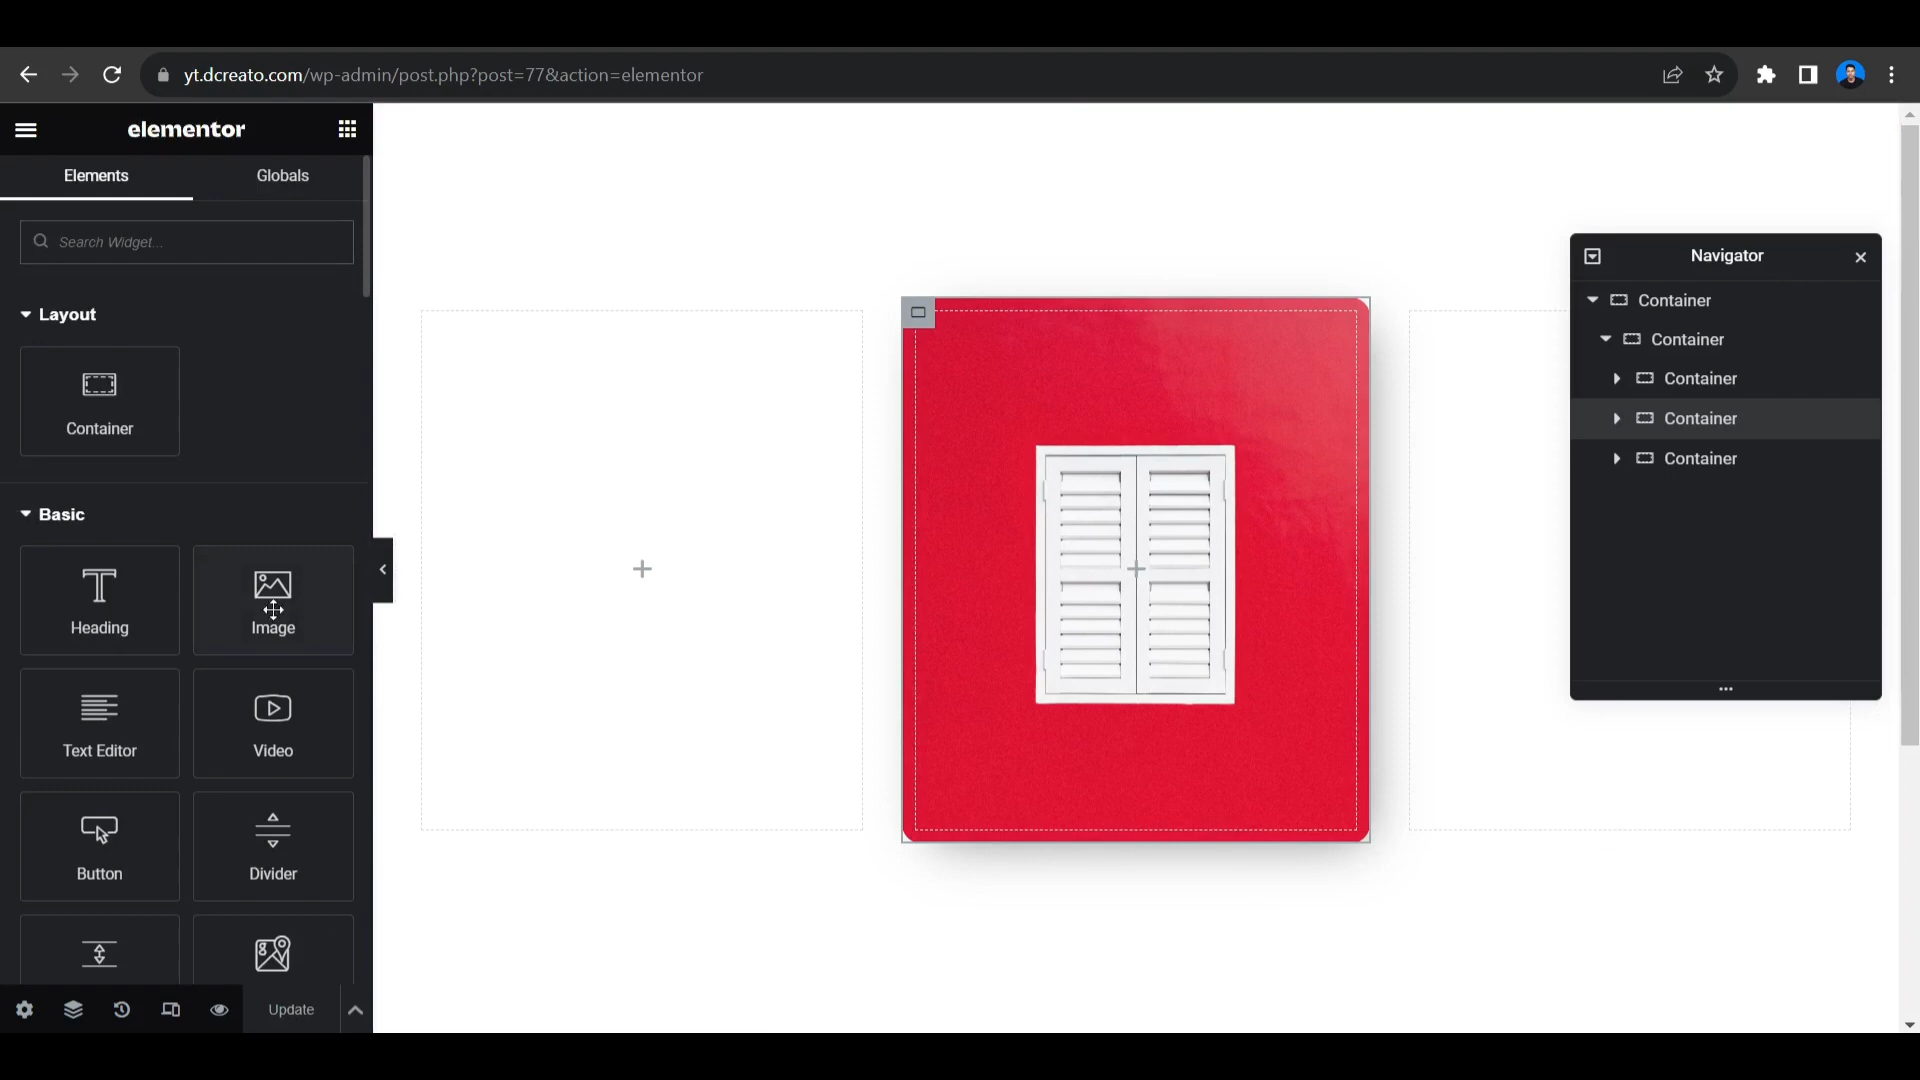 yt.dcreato.com/wp-admin/post.php?post=77&action=elementor
elementor
Elements
Globals
Search Widget...
Layout
Container
Basic
Heading
Image
Text Editor
Video
Button
Divider
Update
Navigator
Container
Container
Container
Container
Container